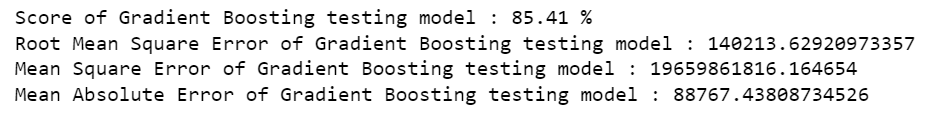 Score of Gradient Boosting testing model : 85.41 %
Root Mean Square Error of Gradient Boosting testing model : 140213.62920973357
Mean Square Error of Gradient Boosting testing model : 19659861816.164654
Mean Absolute Error of Gradient Boosting testing model : 88767.43808734526